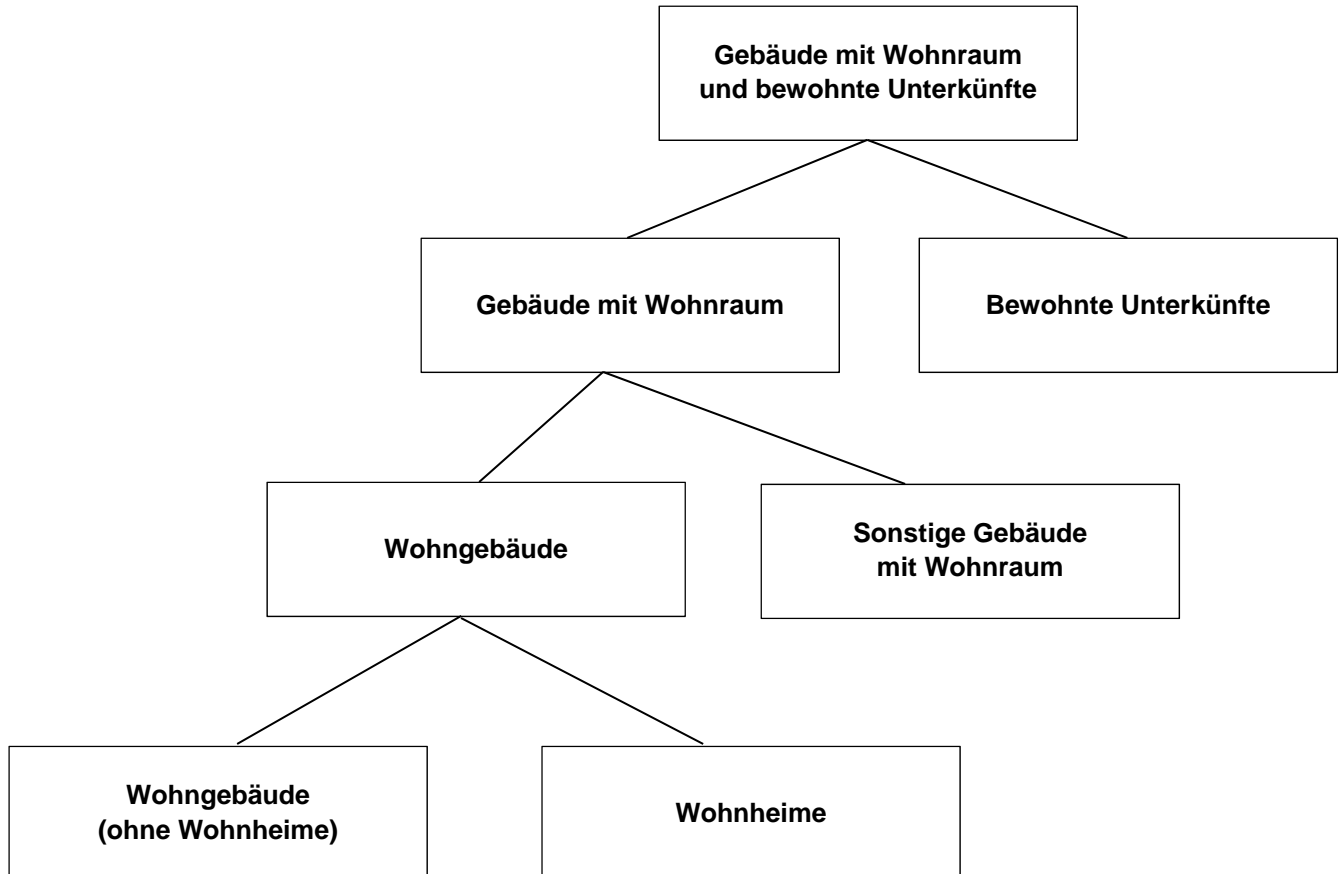 Gebäude mit Wohnraum
und bewohnte Unterkünfte
Gebäude mit Wohnraum
Bewohnte Unterkünfte
Wohngebäude
Sonstige Gebäude
mit Wohnraum
Wohngebäude
(ohne Wohnheime)
Wohnheime